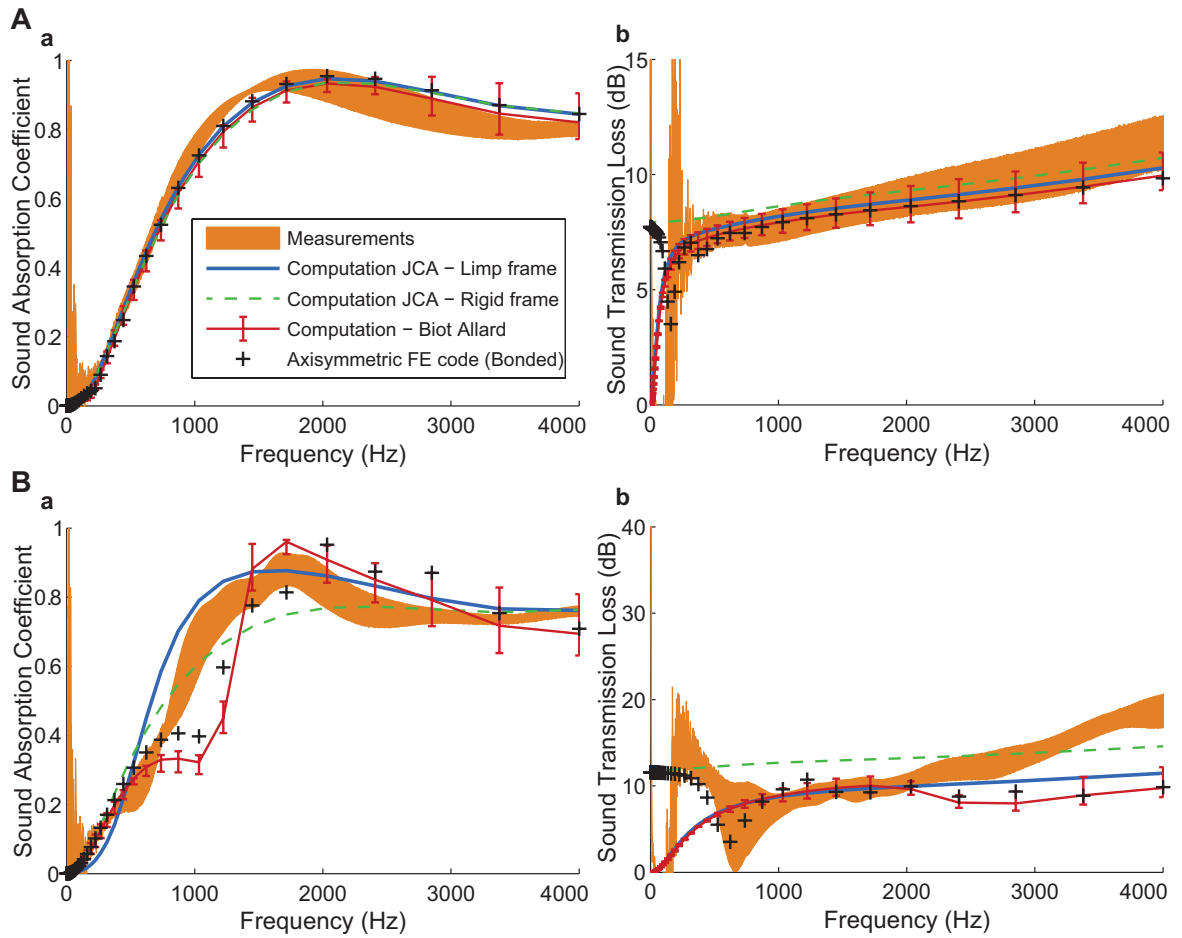 A
a
Sound Absorption Coefficient
1
0.8
0.6
0.4
0.2
0
0
1000
2000
3000
4000
Frequency (Hz)
Measurements
Computation JCA − Limp frame
Computation JCA − Rigid frame
Computation − Biot Allard
Axisymmetric FE code (Bonded)
b
Sound Transmission Loss (dB)
15
10
5
0
0
1000
2000
3000
4000
Frequency (Hz)
B
a
Sound Absorption Coefficient
1
0.8
0.6
0.4
0.2
0
0
1000
2000
3000
4000
Frequency (Hz)
b
Sound Transmission Loss (dB)
40
30
20
10
0
0
1000
2000
3000
4000
Frequency (Hz)